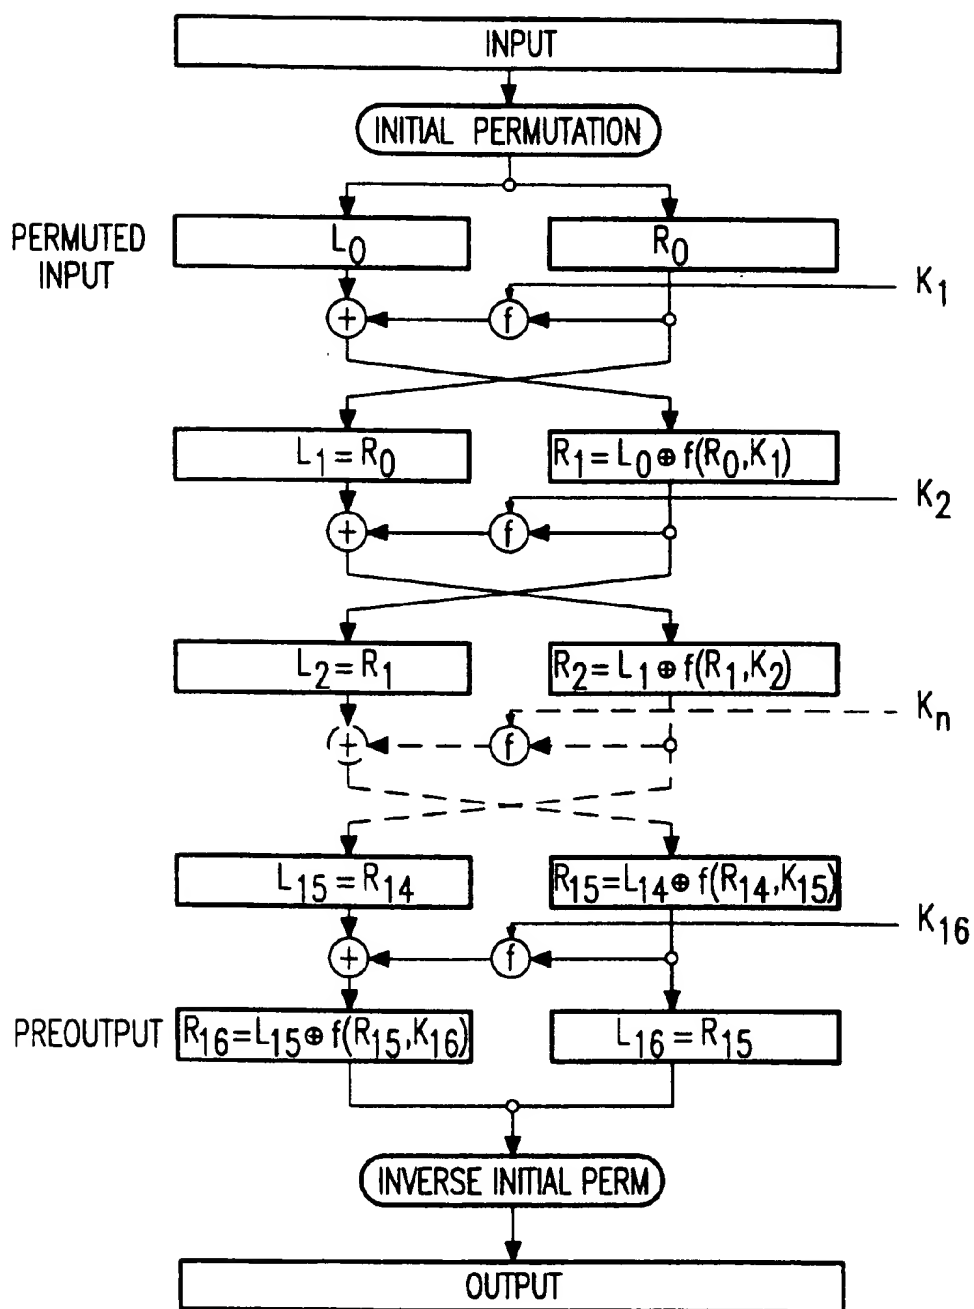 INPUT
INITIAL PERMUTATION
PERMUTED
INPUT
L0
R0
K1
+
f
L1 = R0
R1 = L0 ⊕ f(R0,K1)
K2
+
f
L2 = R1
R2 = L1 ⊕ f(R1,K2)
Kn
+
f
L15 = R14
R15=L14 ⊕ f(R14,K15)
K16
+
f
PREOUTPUT
R16=L15⊕ f(R15,K16)
L16 = R15
INVERSE INITIAL PERM
OUTPUT